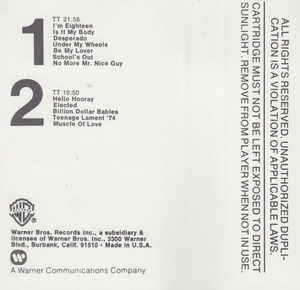 1
TT 21:56
I'm Eighteen
Is It My Body
Desperado
Under My Wheels
Be My Lover
School's Out
No More Mr. Nice Guy
2
TT 19:50
Hello Hooray
Elected
Billion Dollar Babies
Teenage Lament '74
Muscle Of Love
WB
Warner Bros. Records Inc., a subsidiary &
licensee of Warner Bros. Inc., 3300 Warner
Blvd., Burbank, Calif. 91510 • Made in U.S.A.
A Warner Communications Company
ALL RIGHTS RESERVED. UNAUTHORIZED DUPLI-
CATION IS A VIOLATION OF APPLICABLE LAWS.
CARTRIDGE MUST NOT BE LEFT EXPOSED TO DIRECT
SUNLIGHT. REMOVE FROM PLAYER WHEN NOT IN USE.